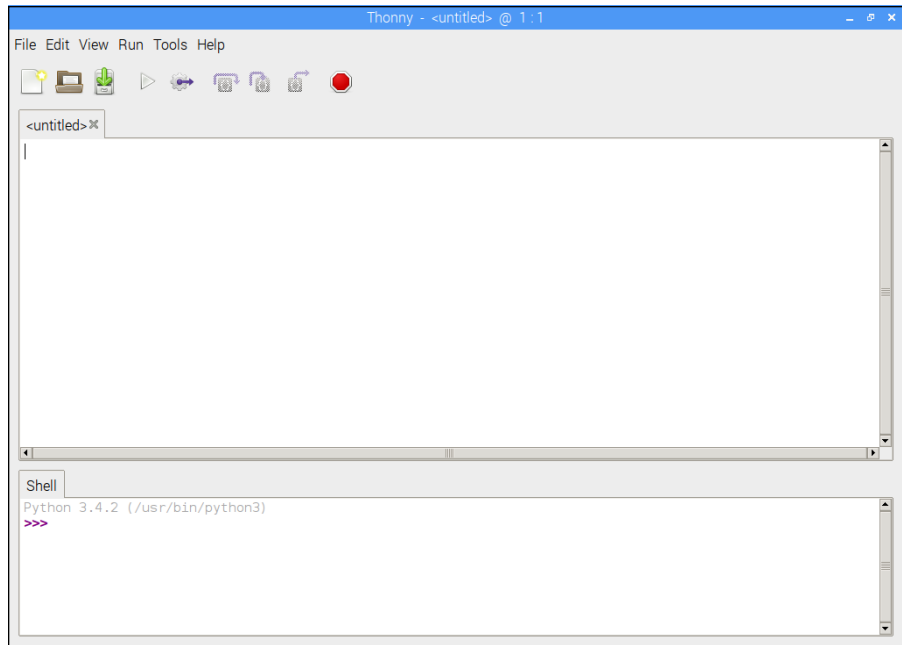 Thonny - <untitled> @ 1 : 1
File Edit View Run Tools Help
<untitled>
Shell
Python 3.4.2 (/usr/bin/python3)
>>>